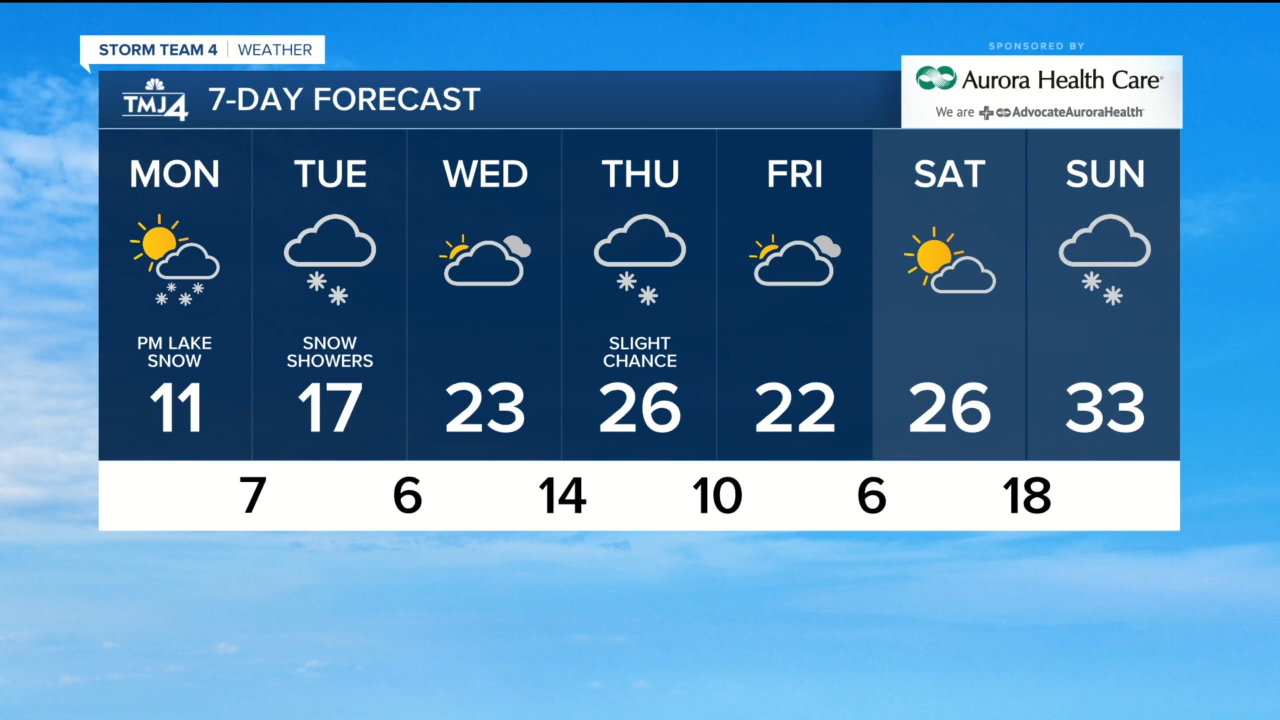 STORM TEAM 4 | WEATHER
SPONSORED BY
TMJ4
7-DAY FORECAST
Aurora Health Care®
We are AdvocateAuroraHealth™
MON TUE WED THU FRI SAT SUN
PM LAKE SNOW SLIGHT
SNOW SHOWERS CHANCE
11 17 23 26 22 26 33
7 6 14 10 6 18